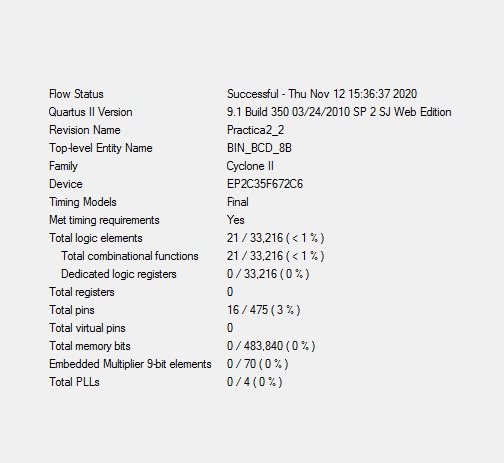 Flow Status Successful - Thu Nov 12 15:36:37 2020
Quartus II Version 9.1 Build 350 03/24/2010 SP 2 SJ Web Edition
Revision Name Practica2_2
Top-level Entity Name BIN_BCD_8B
Family Cyclone II
Device EP2C35F672C6
Timing Models Final
Met timing requirements Yes
Total logic elements 21 / 33,216 ( < 1 % )
Total combinational functions 21 / 33,216 ( < 1 % )
Dedicated logic registers 0 / 33,216 ( 0 % )
Total registers 0
Total pins 16 / 475 ( 3 % )
Total virtual pins 0
Total memory bits 0 / 483,840 ( 0 % )
Embedded Multiplier 9-bit elements 0 / 70 ( 0 % )
Total PLLs 0 / 4 ( 0 % )